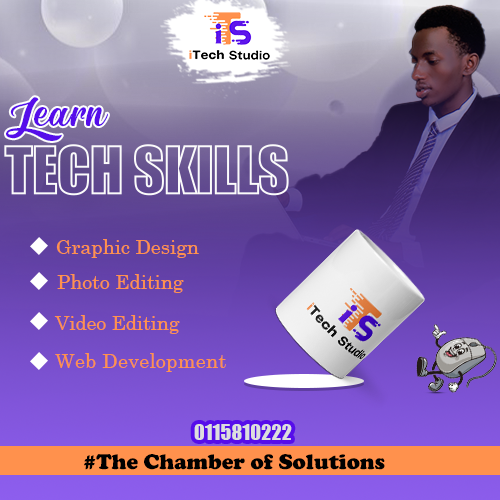 iTS
iTech Studio
Learn
TECH SKILLS
Graphic Design
Photo Editing
Video Editing
Web Development
iTS
iTech Studio
0115810222
#The Chamber of Solutions